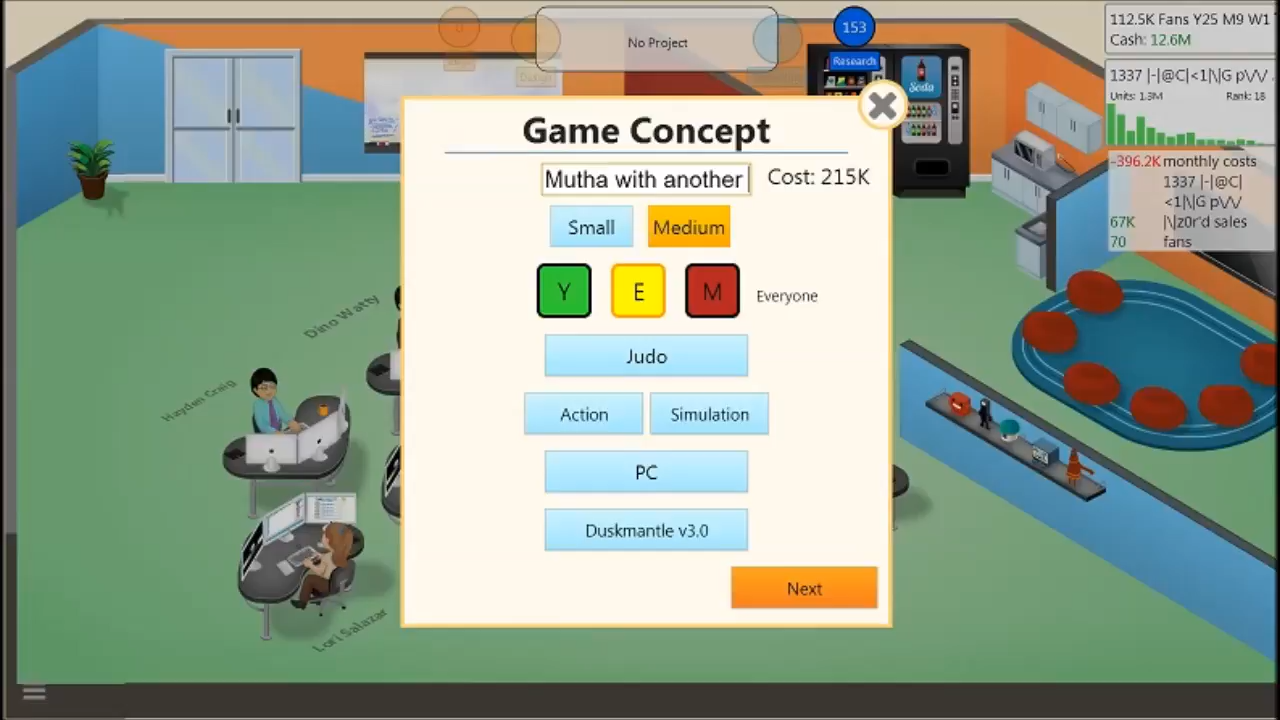 No Project
153
Research
112.5K Fans Y25 M9 W1
Cash: 12.6M
1337 |-|@C|<1|\|G p\/\/ .
Units: 1.3M
Rank: 18
-396.2K monthly costs
1337 |-|@C|
<1|\|G p\/\/
67K |\|z0r'd sales
70 fans
Soda
Game Concept
Mutha with another
Cost: 215K
Small
Medium
Y
E
M
Everyone
Judo
Action
Simulation
PC
Duskmantle v3.0
Next
Dino Watty
Hayden Craig
Lori Salazar